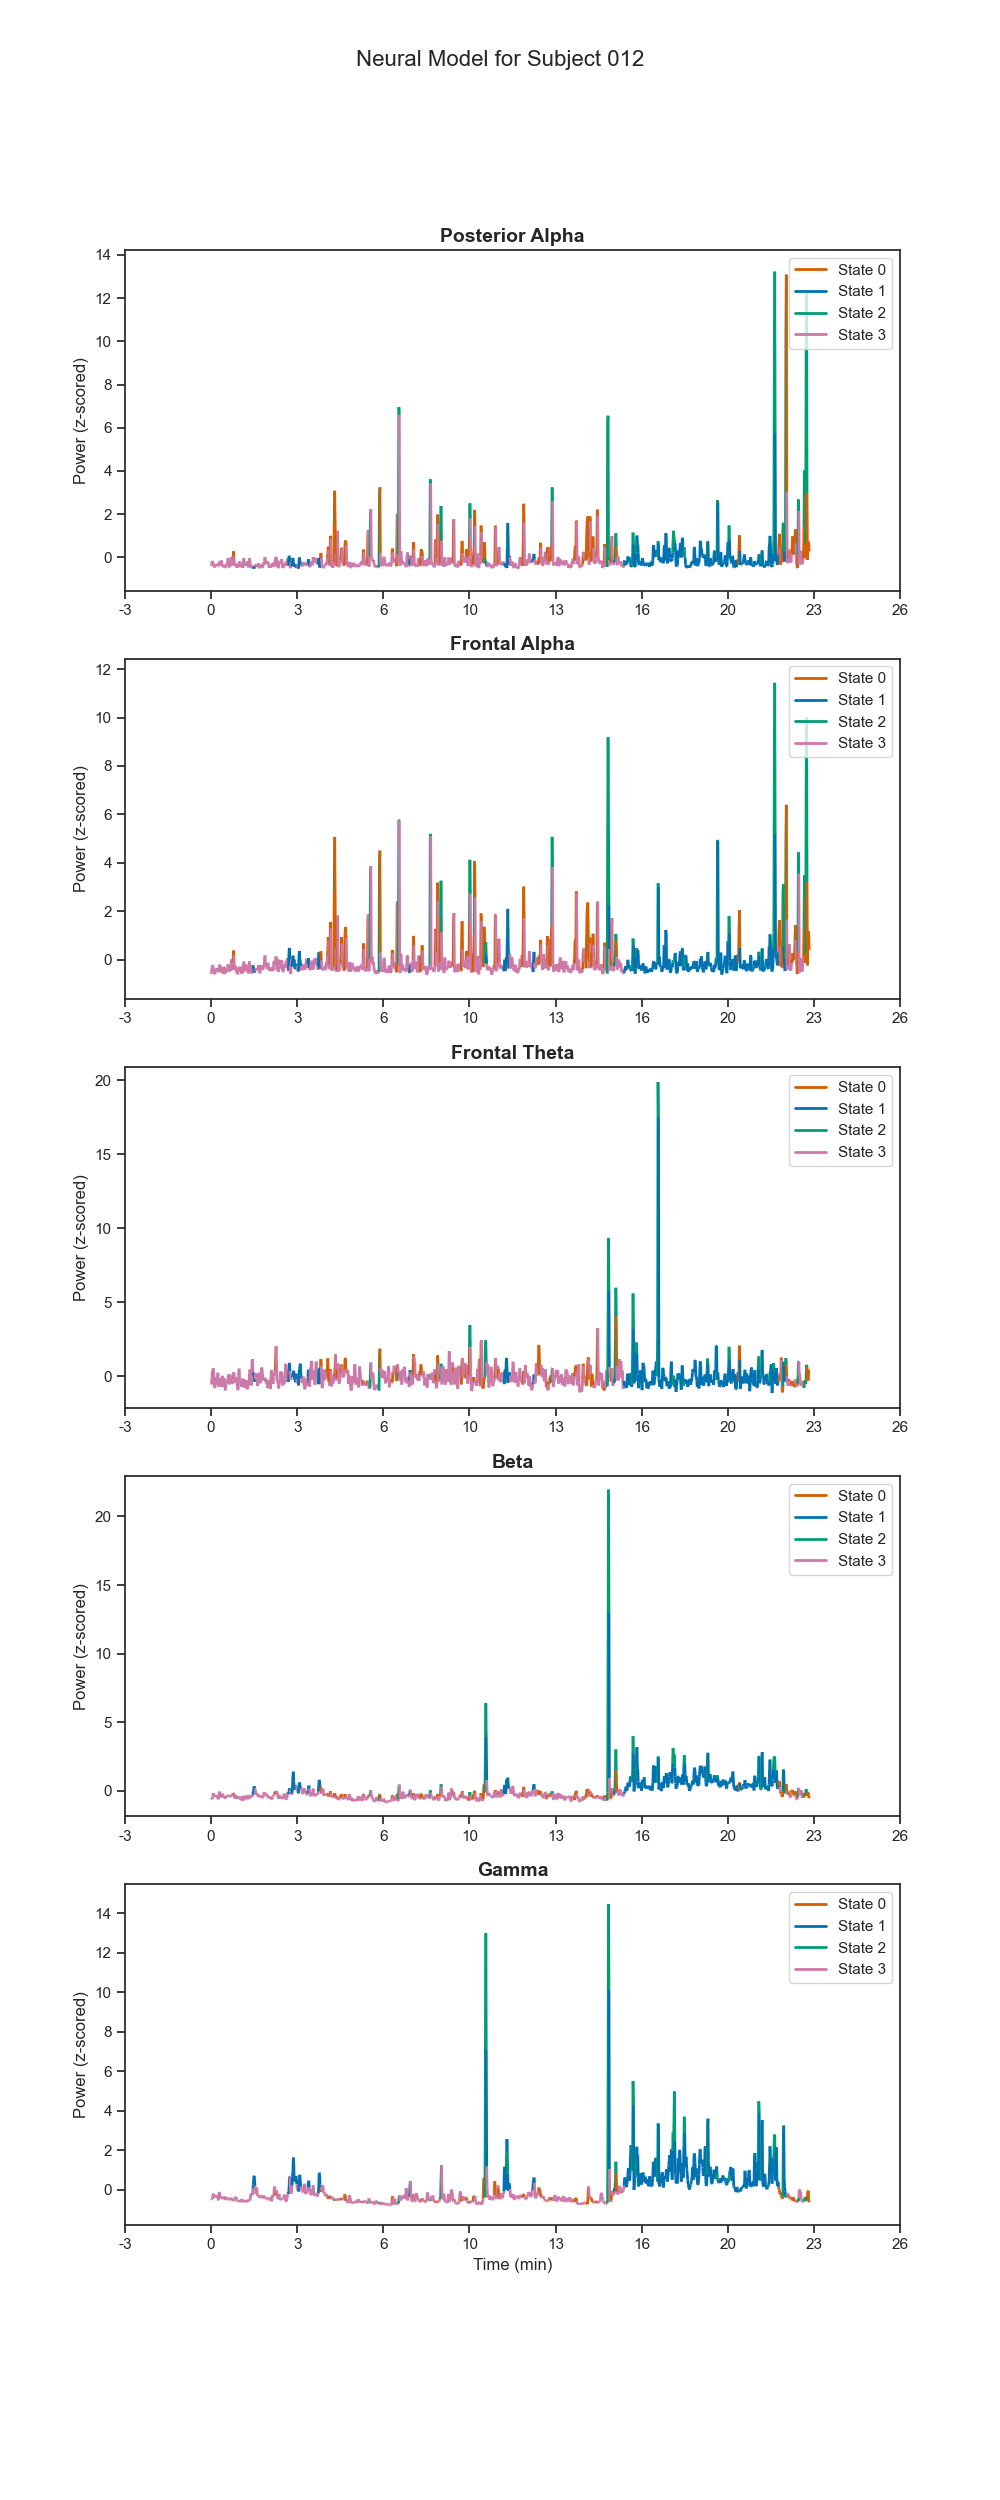 Neural Model for Subject 012
Posterior Alpha
14
12
10
8
6
4
2
0
Power (z-scored)
State 0
State 1
State 2
State 3
-3 0 3 6 10 13 16 20 23 26
Frontal Alpha
12
10
8
6
4
2
0
Power (z-scored)
State 0
State 1
State 2
State 3
-3 0 3 6 10 13 16 20 23 26
Frontal Theta
20
15
10
5
0
Power (z-scored)
State 0
State 1
State 2
State 3
-3 0 3 6 10 13 16 20 23 26
Beta
20
15
10
5
0
Power (z-scored)
State 0
State 1
State 2
State 3
-3 0 3 6 10 13 16 20 23 26
Gamma
14
12
10
8
6
4
2
0
Power (z-scored)
State 0
State 1
State 2
State 3
-3 0 3 6 10 13 16 20 23 26
Time (min)